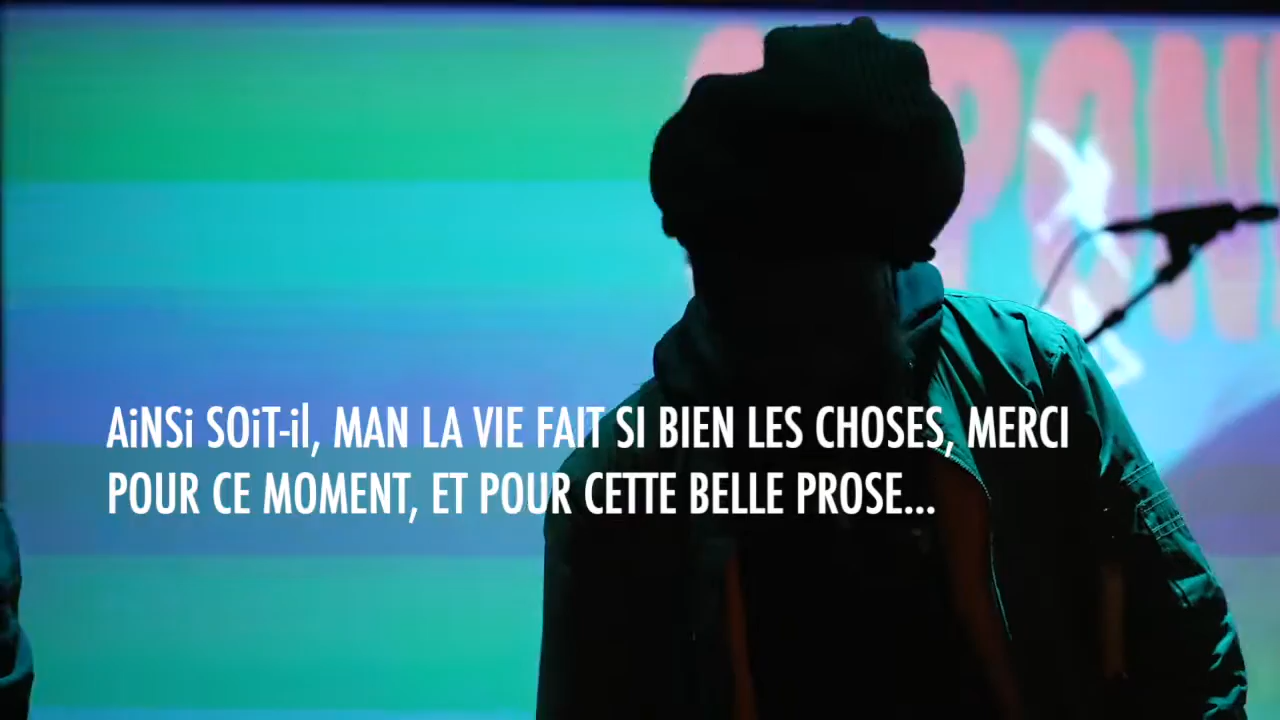 AiNSi SOiT-il, MAN LA VIE FAIT SI BIEN LES CHOSES, MERCI
POUR CE MOMENT, ET POUR CETTE BELLE PROSE...